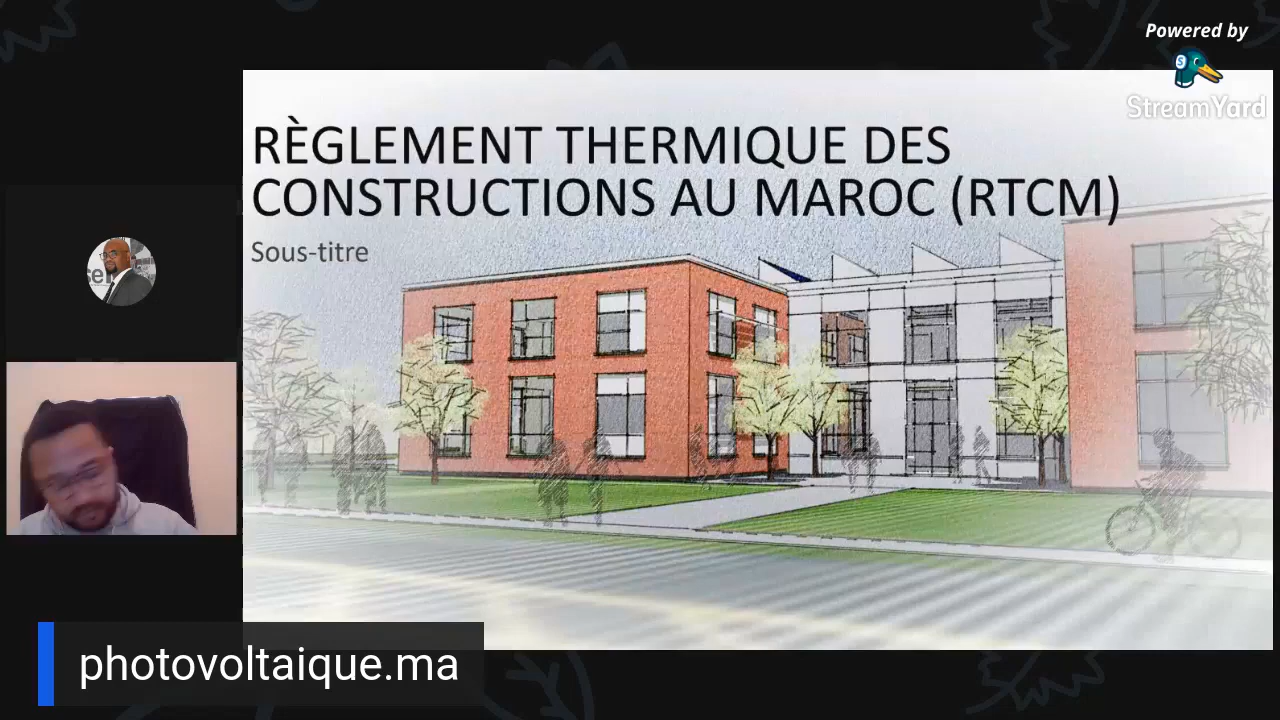 Powered by
StreamYard
RÈGLEMENT THERMIQUE DES
CONSTRUCTIONS AU MAROC (RTCM)
Sous-titre
photovoltaique.ma